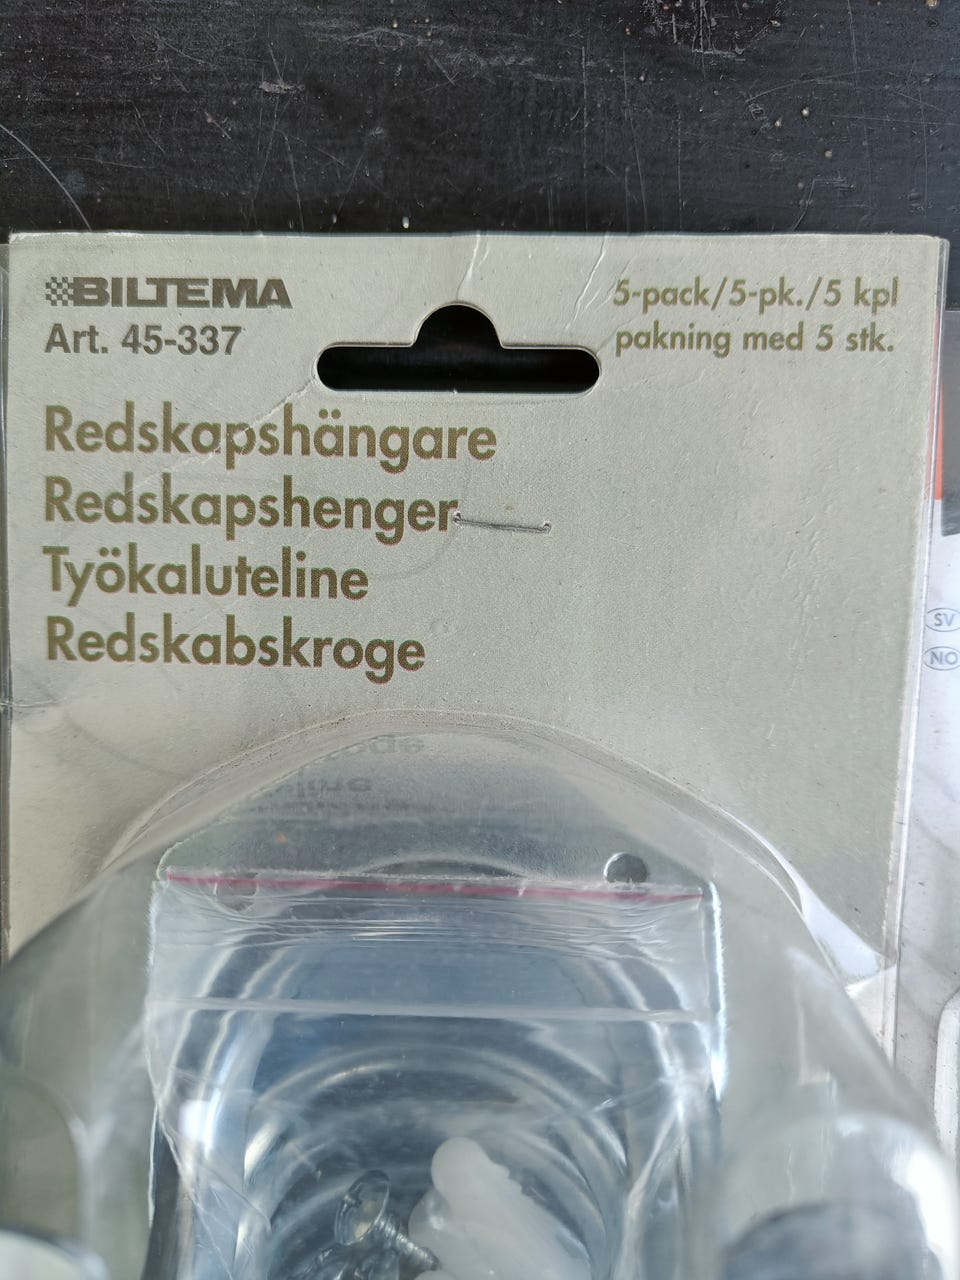 BILTEMA
Art. 45-337
5-pack/5-pk./5 kpl
pakning med 5 stk.
Redskapshängare
Redskapshenger
Työkaluteline
Redskabskroge
SV
NO